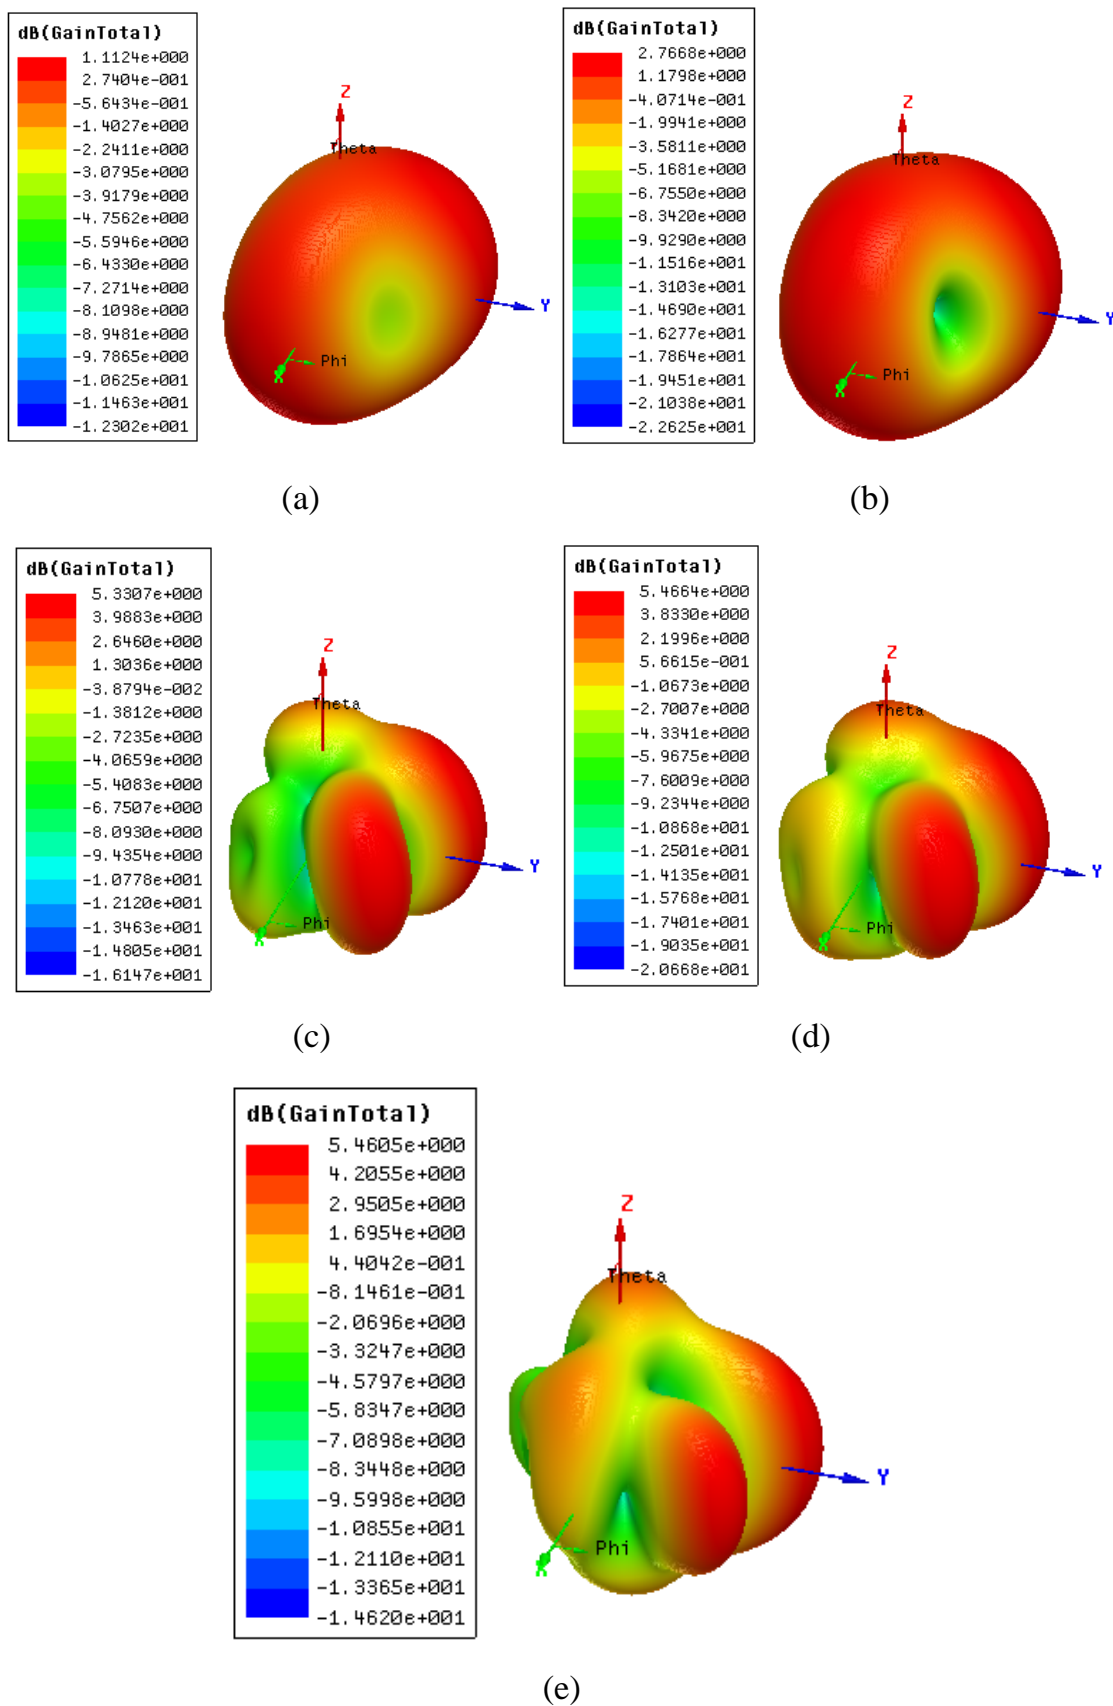 dB(GainTotal)
1.1124e+000
2.7404e-001
-5.6434e-001
-1.4027e+000
-2.2411e+000
-3.0795e+000
-3.9179e+000
-4.7562e+000
-5.5946e+000
-6.4330e+000
-7.2714e+000
-8.1098e+000
-8.9481e+000
-9.7865e+000
-1.0625e+001
-1.1463e+001
-1.2302e+001
Z
Theta
Y
Phi
(a)
dB(GainTotal)
2.7668e+000
1.1798e+000
-4.0714e-001
-1.9941e+000
-3.5811e+000
-5.1681e+000
-6.7550e+000
-8.3420e+000
-9.9290e+000
-1.1516e+001
-1.3103e+001
-1.4690e+001
-1.6277e+001
-1.7864e+001
-1.9451e+001
-2.1038e+001
-2.2625e+001
Z
Theta
Y
Phi
(b)
dB(GainTotal)
5.3307e+000
3.9883e+000
2.6460e+000
1.3036e+000
-3.8794e-002
-1.3812e+000
-2.7235e+000
-4.0659e+000
-5.4083e+000
-6.7507e+000
-8.0930e+000
-9.4354e+000
-1.0778e+001
-1.2120e+001
-1.3463e+001
-1.4805e+001
-1.6147e+001
Z
Theta
Y
Phi
(c)
dB(GainTotal)
5.4664e+000
3.8330e+000
2.1996e+000
5.6615e-001
-1.0673e+000
-2.7007e+000
-4.3341e+000
-5.9675e+000
-7.6009e+000
-9.2344e+000
-1.0868e+001
-1.2501e+001
-1.4135e+001
-1.5768e+001
-1.7401e+001
-1.9035e+001
-2.0668e+001
Z
Theta
Y
Phi
(d)
dB(GainTotal)
5.4605e+000
4.2055e+000
2.9505e+000
1.6954e+000
4.4042e-001
-8.1461e-001
-2.0696e+000
-3.3247e+000
-4.5797e+000
-5.8347e+000
-7.0898e+000
-8.3448e+000
-9.5998e+000
-1.0855e+001
-1.2110e+001
-1.3365e+001
-1.4620e+001
Z
Theta
Y
Phi
(e)